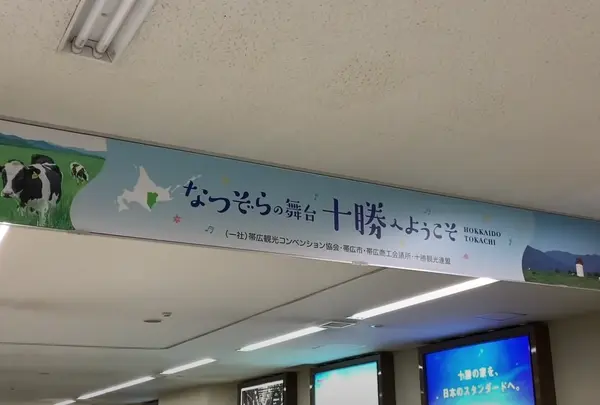 なつぞらの舞台 十勝へようこそ HOKKAIDO TOKACHI
(一社)帯広観光コンベンション協会・帯広市・帯広商工会議所・十勝観光連盟
十勝の家を、
日本のスタンダードへ。